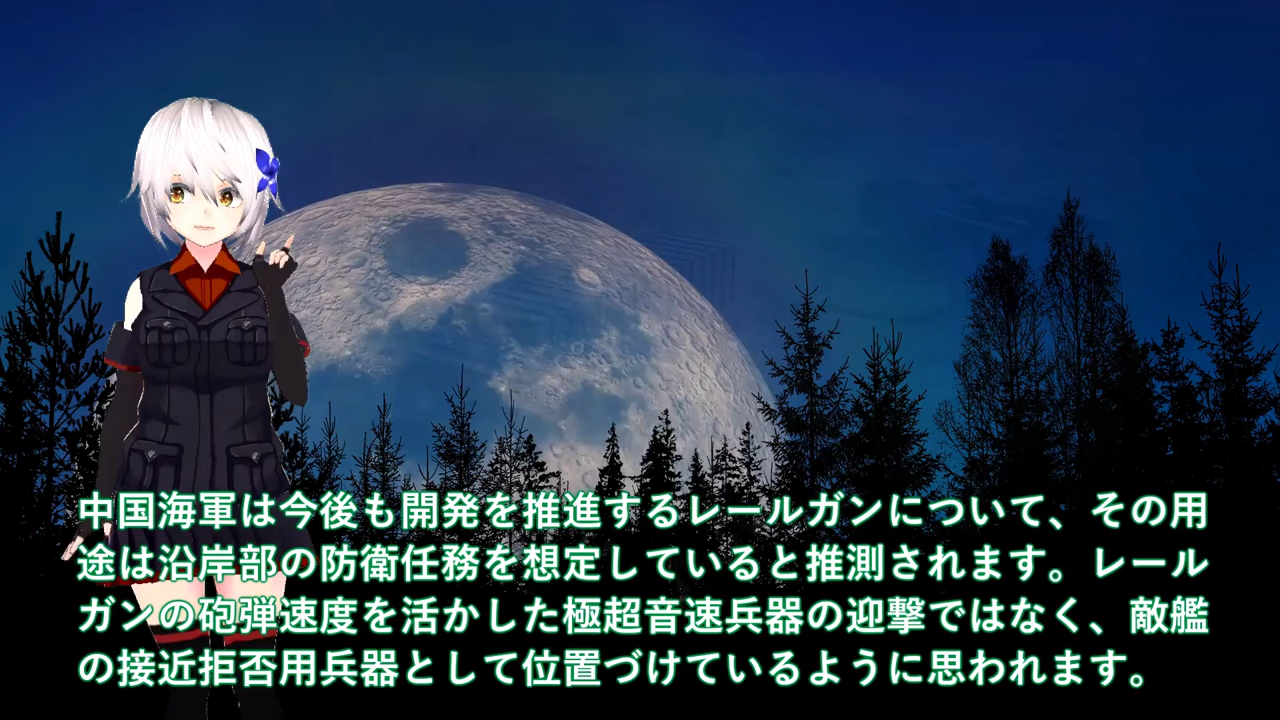 中国海軍は今後も開発を推進するレールガンについて、その用
途は沿岸部の防衛任務を想定していると推測されます。レール
ガンの砲弾速度を活かした極超音速兵器の迎撃ではなく、敵艦
の接近拒否用兵器として位置づけているように思われます。